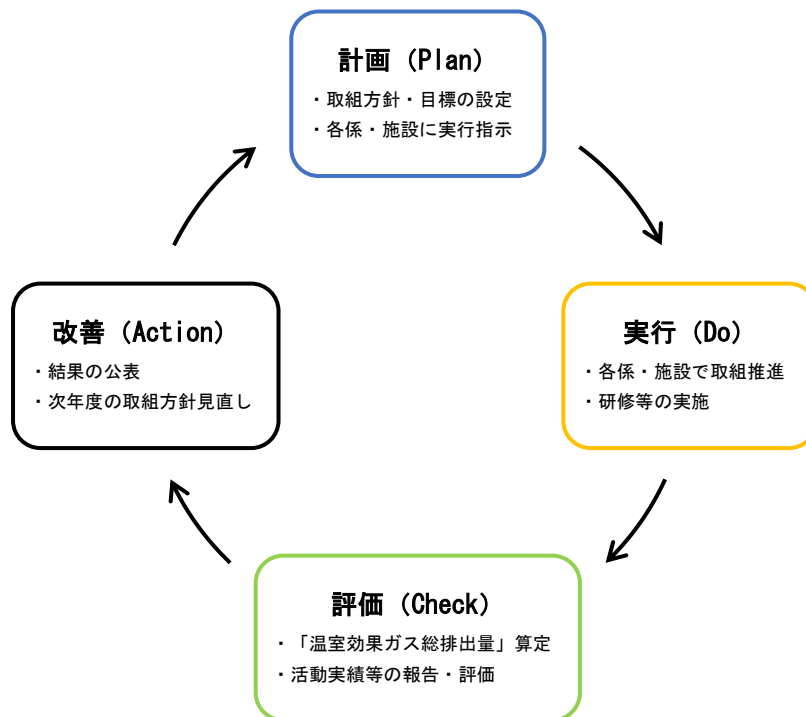 計画（Plan）
・取組方針・目標の設定
・各係・施設に実行指示
実行（Do）
・各係・施設で取組推進
・研修等の実施
評価（Check）
・「温室効果ガス総排出量」算定
・活動実績等の報告・評価
改善（Action）
・結果の公表
・次年度の取組方針見直し